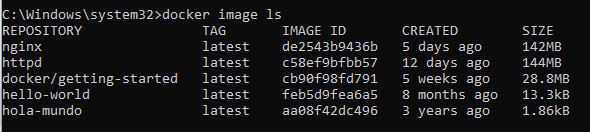 C:\Windows\system32>docker image ls
REPOSITORY TAG IMAGE ID CREATED SIZE
nginx latest de2543b9436b 5 days ago 142MB
httpd latest c58ef9bfbb57 12 days ago 144MB
docker/getting-started latest cb90f98fd791 5 weeks ago 28.8MB
hello-world latest feb5d9fea6a5 8 months ago 13.3kB
hola-mundo latest aa08f42dc496 3 years ago 1.86kB